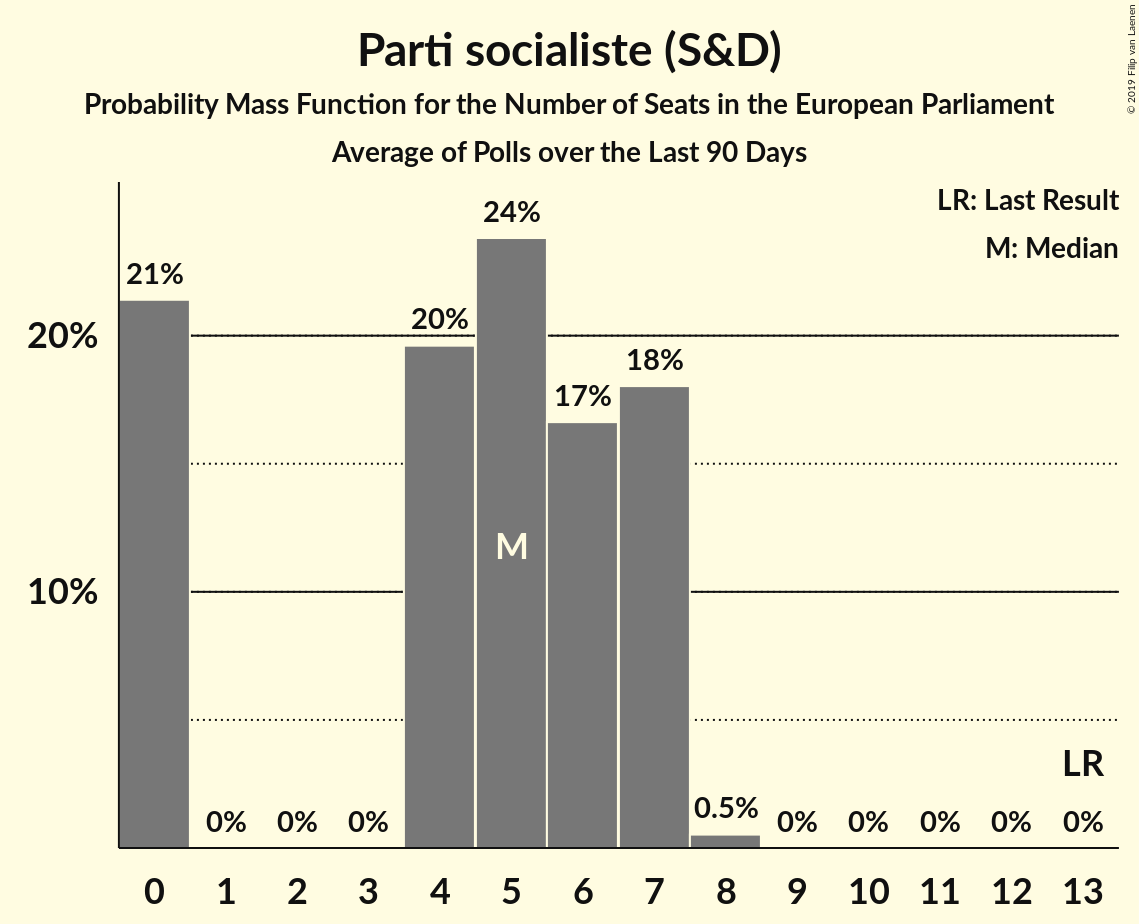 Parti socialiste (S&D)
Probability Mass Function for the Number of Seats in the European Parliament
Average of Polls over the Last 90 Days
© 2019 Filip van Laenen
LR: Last Result
M: Median
24%
21%
20%
20%
18%
17%
M
10%
LR
0% 0% 0% 0.5% 0% 0% 0% 0% 0%
0 1 2 3 4 5 6 7 8 9 10 11 12 13